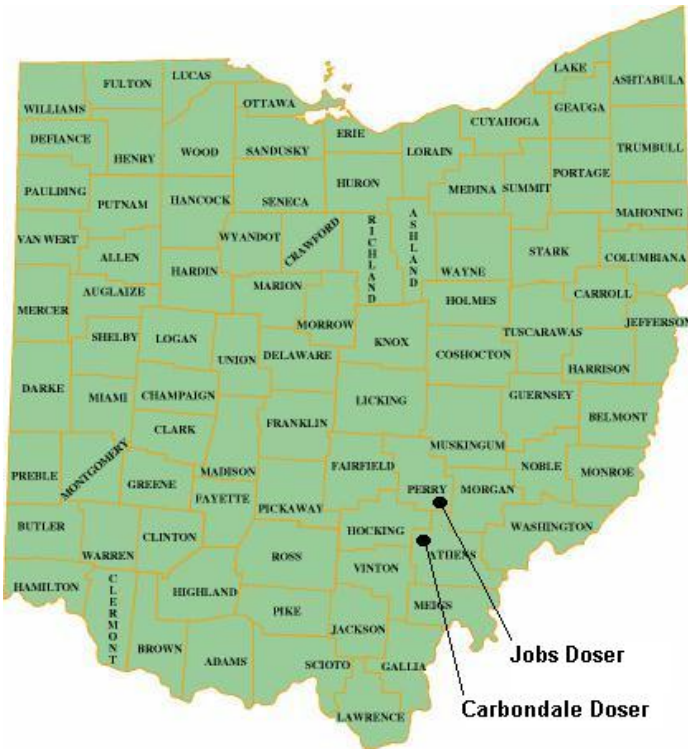 LAKE
ASHTABULA
LUCAS
FULTON
WILLIAMS
OTTAWA
GEAUGA
CUYAHOGA
ERIE
DEFIANCE
HENRY
WOOD
SANDUSKY
LORAIN
TRUMBULL
PORTAGE
PAULDING
PUTNAM
HANCOCK
SENECA
HURON
MEDINA
SUMMIT
MAHONING
VAN WERT
WYANDOT
CRAWFORD
RICHLAND
ASHLAND
ALLEN
STARK
COLUMBIANA
HARDIN
WAYNE
AUGLAIZE
MARION
CARROLL
MERCER
HOLMES
MORROW
JEFFERSON
SHELBY
LOGAN
KNOX
TUSCARAWAS
UNION
DELAWARE
COSHOCTON
HARRISON
DARKE
MIAMI
CHAMPAIGN
LICKING
GUERNSEY
BELMONT
FRANKLIN
CLARK
MUSKINGUM
MONTGOMERY
MADISON
FAIRFIELD
NOBLE
PREBLE
MONROE
GREENE
PERRY
MORGAN
FAYETTE
PICKAWAY
BUTLER
HOCKING
WASHINGTON
CLINTON
WARREN
ROSS
ATHENS
VINTON
HAMILTON
CLERMONT
HIGHLAND
MEIGS
PIKE
JACKSON
BROWN
ADAMS
SCIOTO
GALLIA
Jobs Doser
Carbondale Doser
LAWRENCE